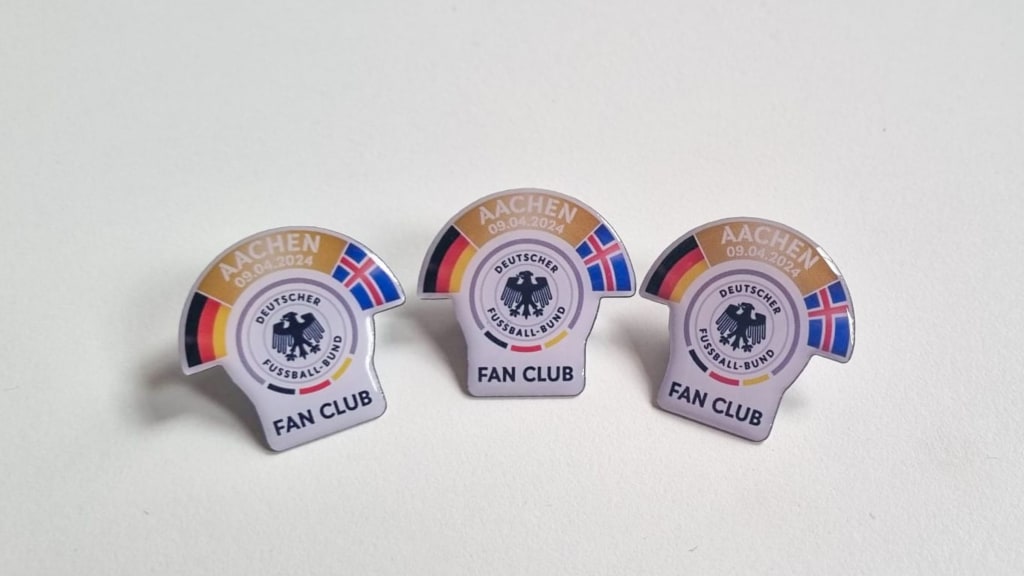 AACHEN
09.04.2024
DEUTSCHER
FUSSBALL-BUND
FAN CLUB
AACHEN
09.04.2024
DEUTSCHER
FUSSBALL-BUND
FAN CLUB
AACHEN
09.04.2024
DEUTSCHER
FUSSBALL-BUND
FAN CLUB